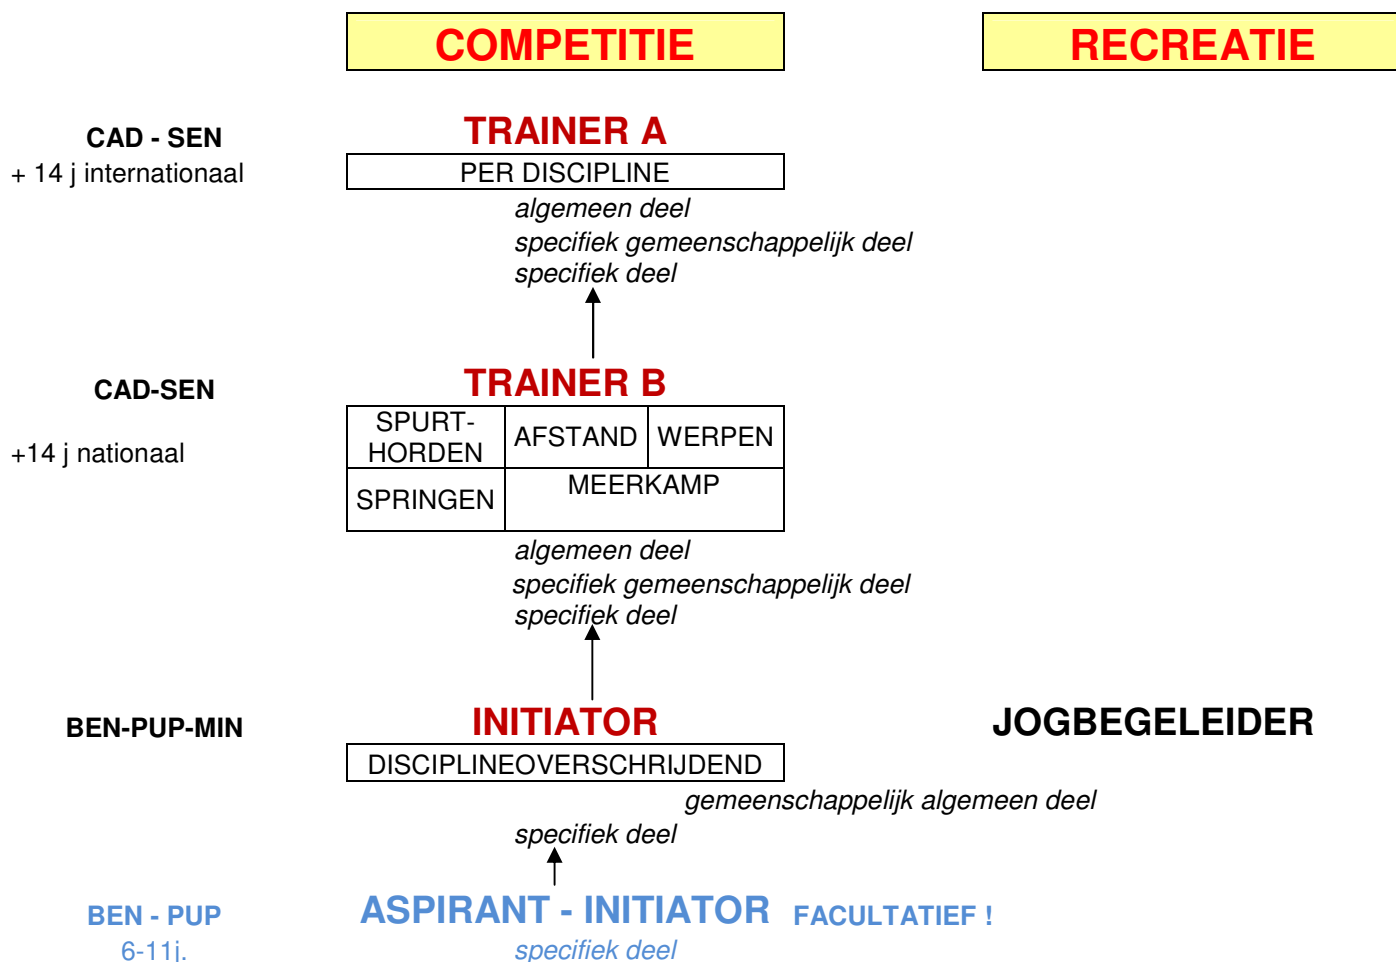 COMPETITIE RECREATIE
CAD - SEN TRAINER A
+ 14 j internationaal PER DISCIPLINE
algemeen deel
specifiek gemeenschappelijk deel
specifiek deel
CAD-SEN TRAINER B
+14 j nationaal
SPURT-
HORDEN AFSTAND WERPEN
SPRINGEN MEERKAMP
algemeen deel
specifiek gemeenschappelijk deel
specifiek deel
BEN-PUP-MIN INITIATOR JOGBEGELEIDER
DISCIPLINEOVERSCHRIJDEND
gemeenschappelijk algemeen deel
specifiek deel
BEN - PUP ASPIRANT - INITIATOR FACULTATIEF !
6-11j. specifiek deel